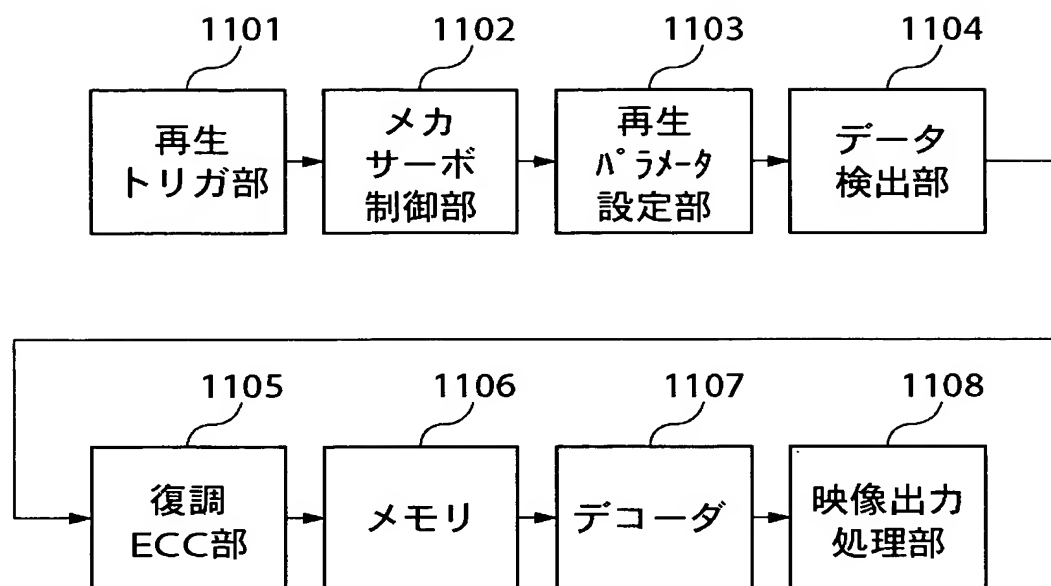 1101
1102
1103
1104
再生
トリガ部
メカ
サーボ
制御部
再生
パラメータ
設定部
データ
検出部
1105
1106
1107
1108
復調
ECC部
メモリ
デコーダ
映像出力
処理部